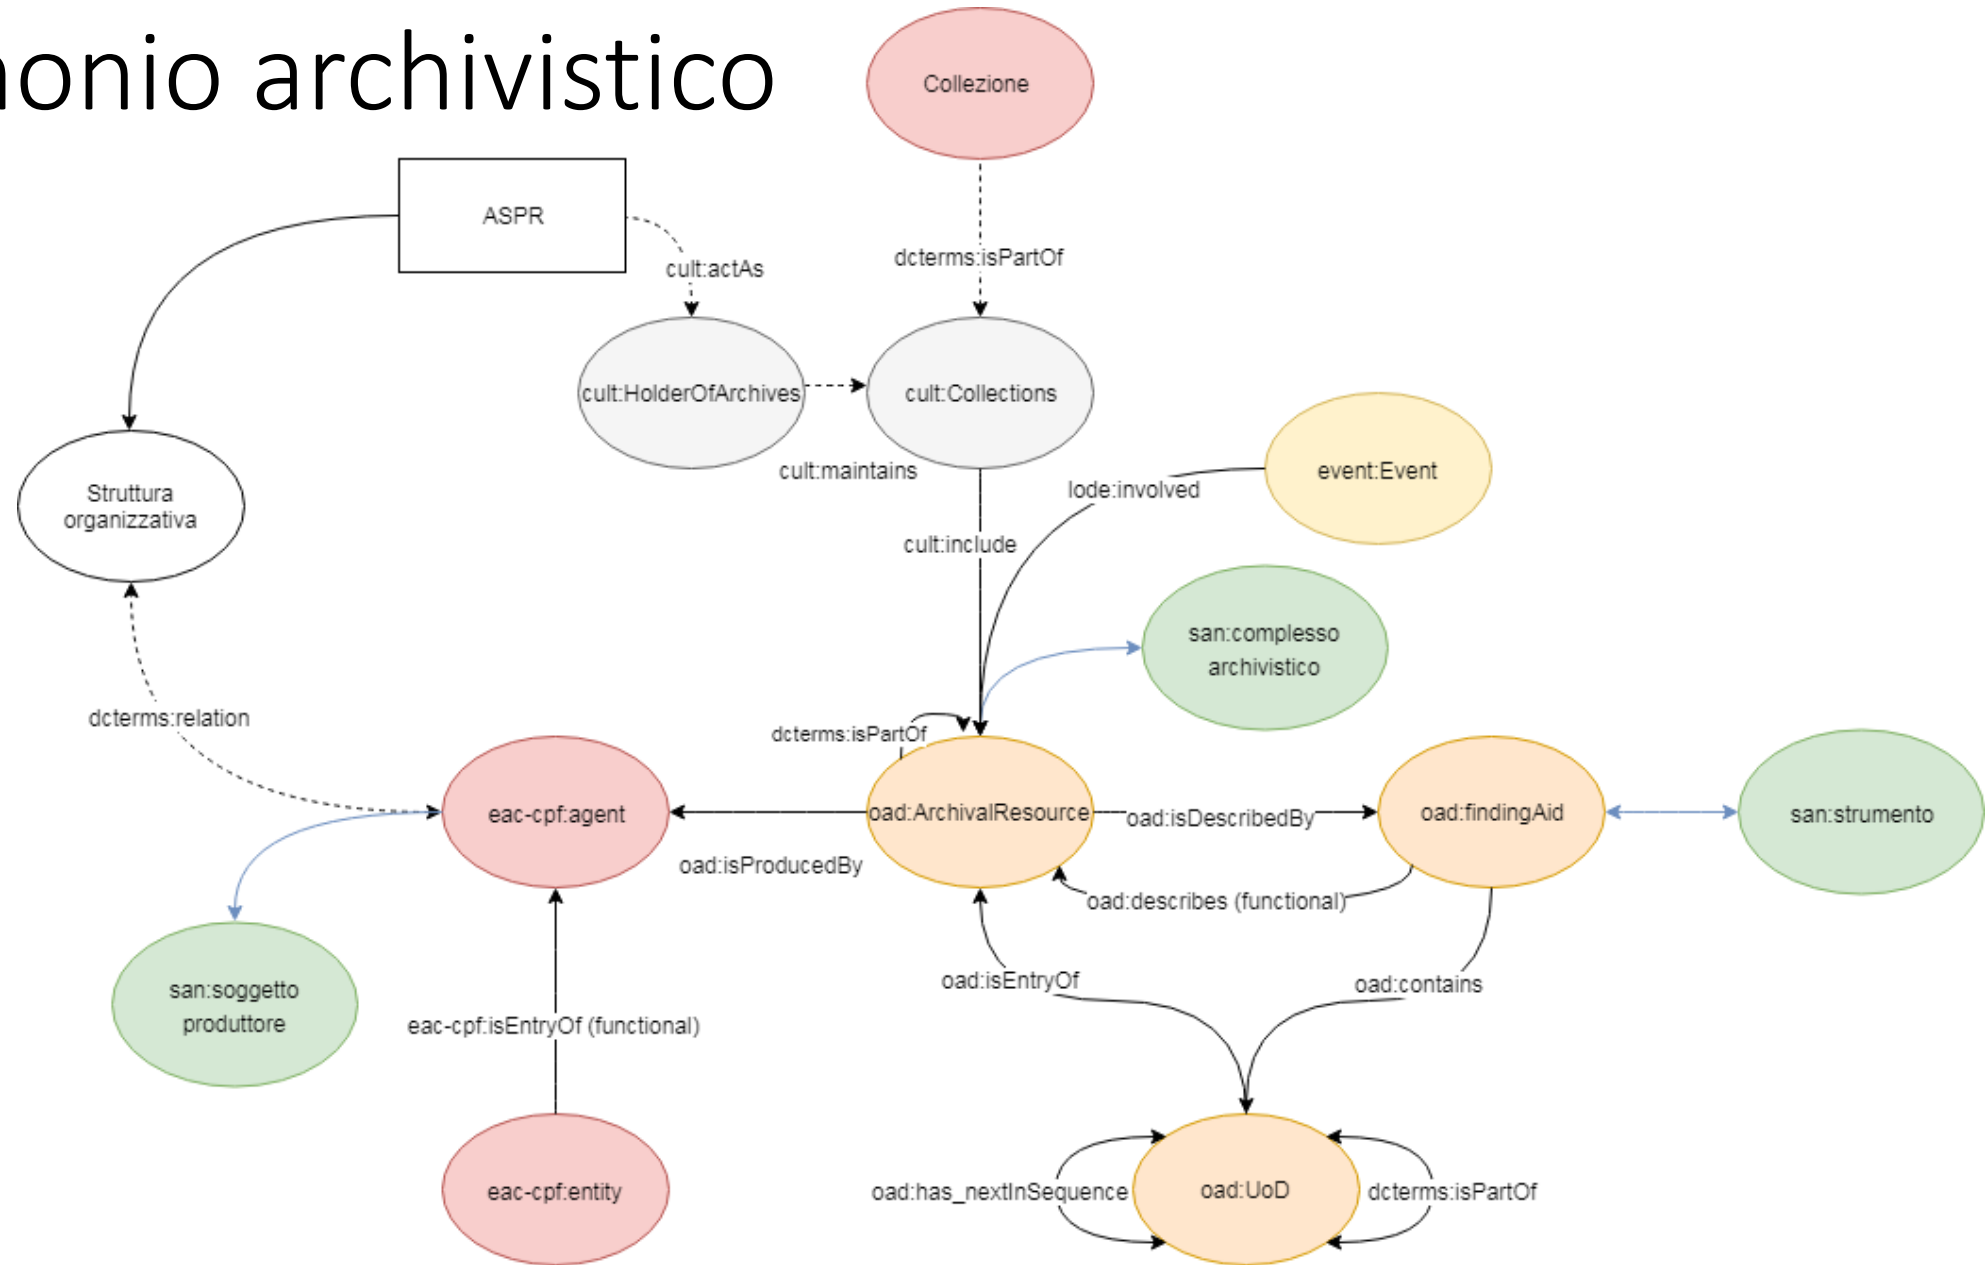 onio archivistico
Collezione
ASPR
cult:actAs
dcterms:isPartOf
cult:HolderOfArchives
cult:Collections
cult:maintains
event:Event
lode:involved
Struttura
organizzativa
cult:include
san:complesso
archivistico
dcterms:relation
dcterms:isPartOf
eac-cpf:agent
oad:ArchivalResource
oad:isDescribedBy
oad:findingAid
san:strumento
oad:isProducedBy
oad:describes (functional)
san:soggetto
produttore
oad:isEntryOf
oad:contains
eac-cpf:isEntryOf (functional)
eac-cpf:entity
oad:has_nextInSequence
oad:UoD
dcterms:isPartOf